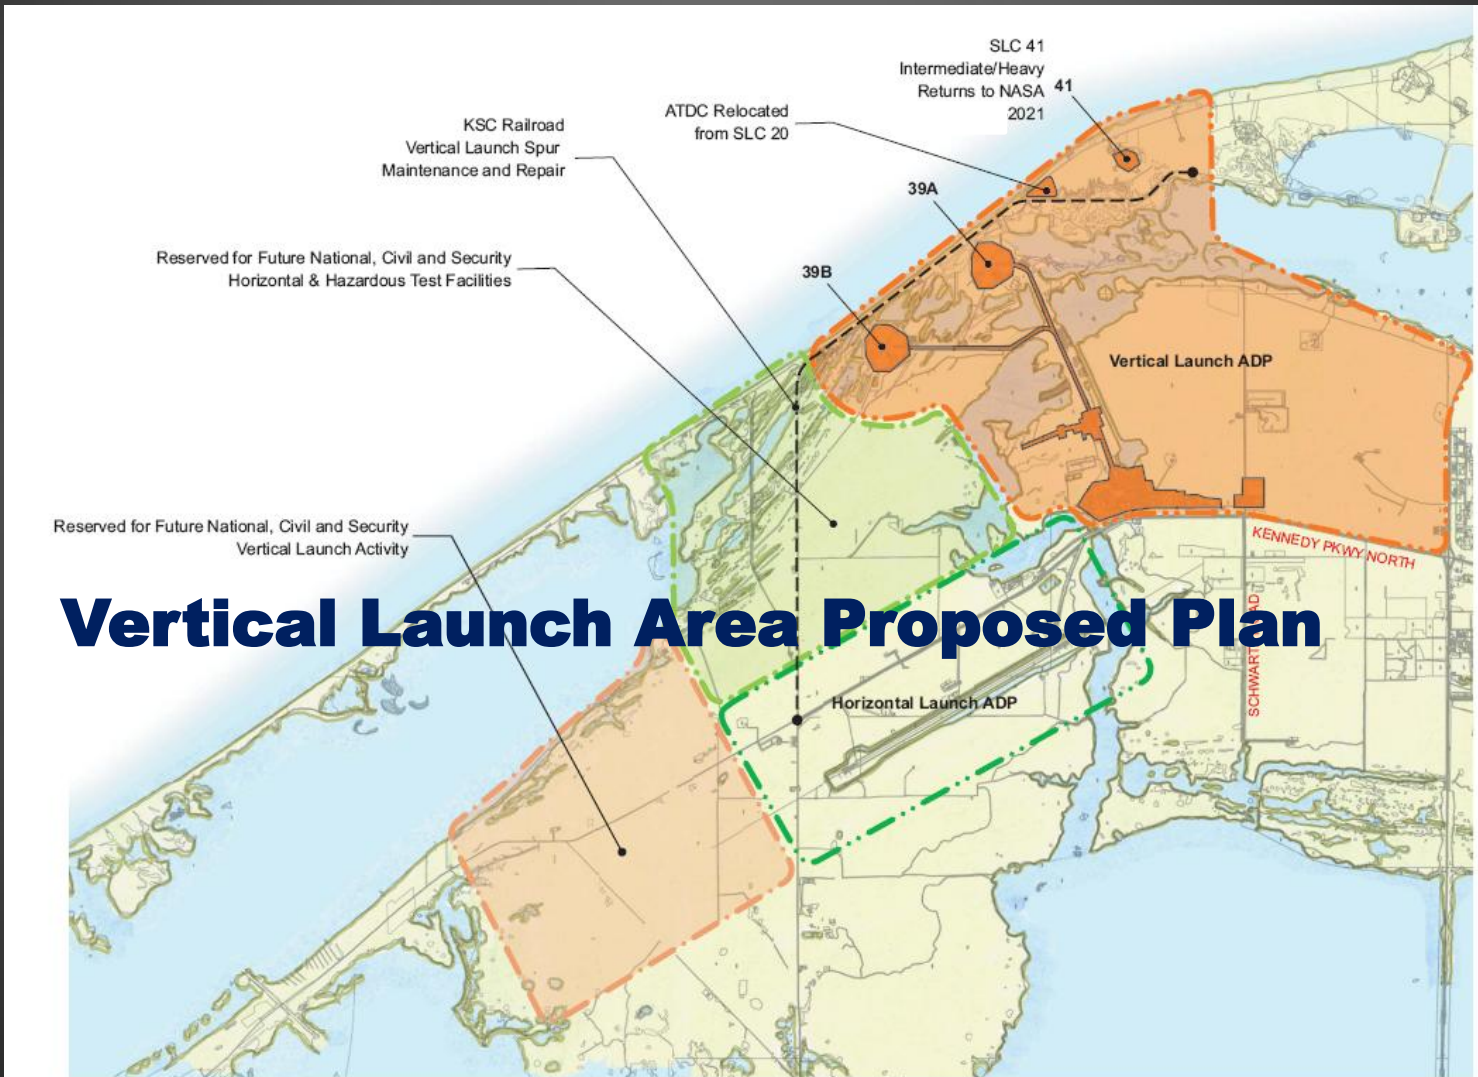 SLC 41
Intermediate/Heavy
Returns to NASA
2021
41
ATDC Relocated
from SLC 20
KSC Railroad
Vertical Launch Spur
Maintenance and Repair
39A
Reserved for Future National, Civil and Security
Horizontal & Hazardous Test Facilities
39B
Vertical Launch ADP
Reserved for Future National, Civil and Security
Vertical Launch Activity
KENNEDY PKWY NORTH
Vertical Launch Area Proposed Plan
Horizontal Launch ADP